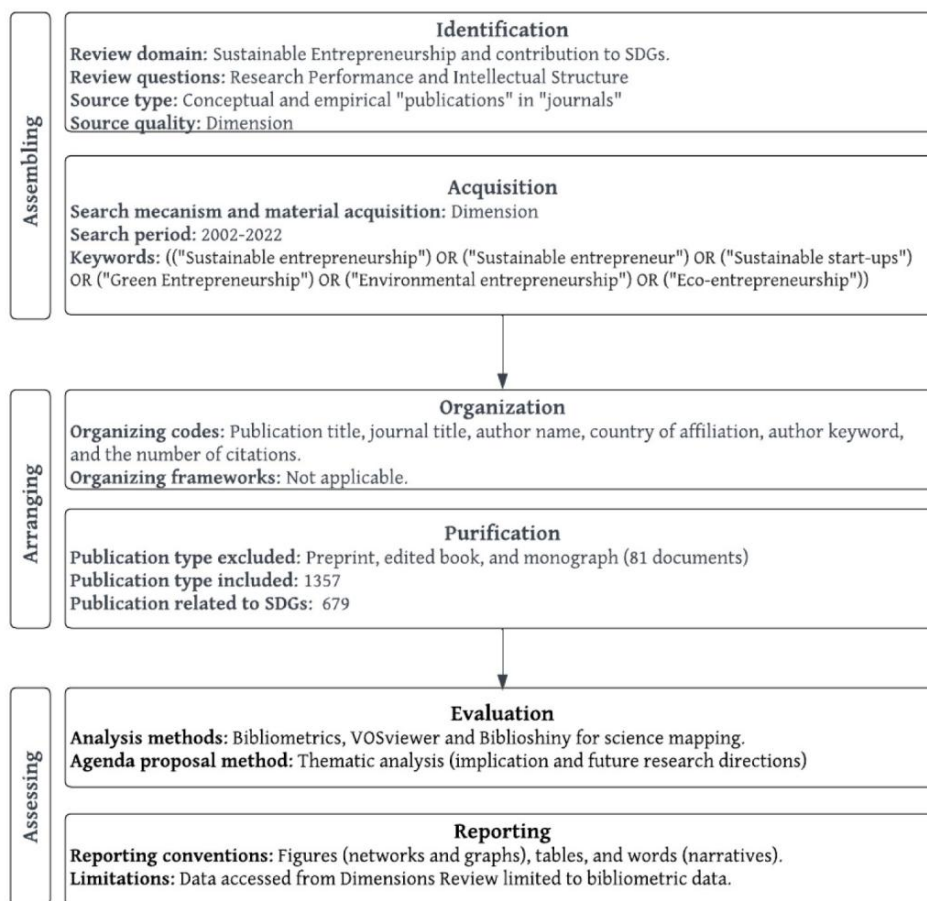 Assembling
Identification
Review domain: Sustainable Entrepreneurship and contribution to SDGs.
Review questions: Research Performance and Intellectual Structure
Source type: Conceptual and empirical "publications" in "journals"
Source quality: Dimension
Acquisition
Search mecanism and material acquisition: Dimension
Search period: 2002-2022
Keywords: (("Sustainable entrepreneurship") OR ("Sustainable entrepreneur") OR ("Sustainable start-ups")
OR ("Green Entrepreneurship") OR ("Environmental entrepreneurship") OR ("Eco-entrepreneurship"))
Arranging
Organization
Organizing codes: Publication title, journal title, author name, country of affiliation, author keyword,
and the number of citations.
Organizing frameworks: Not applicable.
Purification
Publication type excluded: Preprint, edited book, and monograph (81 documents)
Publication type included: 1357
Publication related to SDGs: 679
Assessing
Evaluation
Analysis methods: Bibliometrics, VOSviewer and Biblioshiny for science mapping.
Agenda proposal method: Thematic analysis (implication and future research directions)
Reporting
Reporting conventions: Figures (networks and graphs), tables, and words (narratives).
Limitations: Data accessed from Dimensions Review limited to bibliometric data.